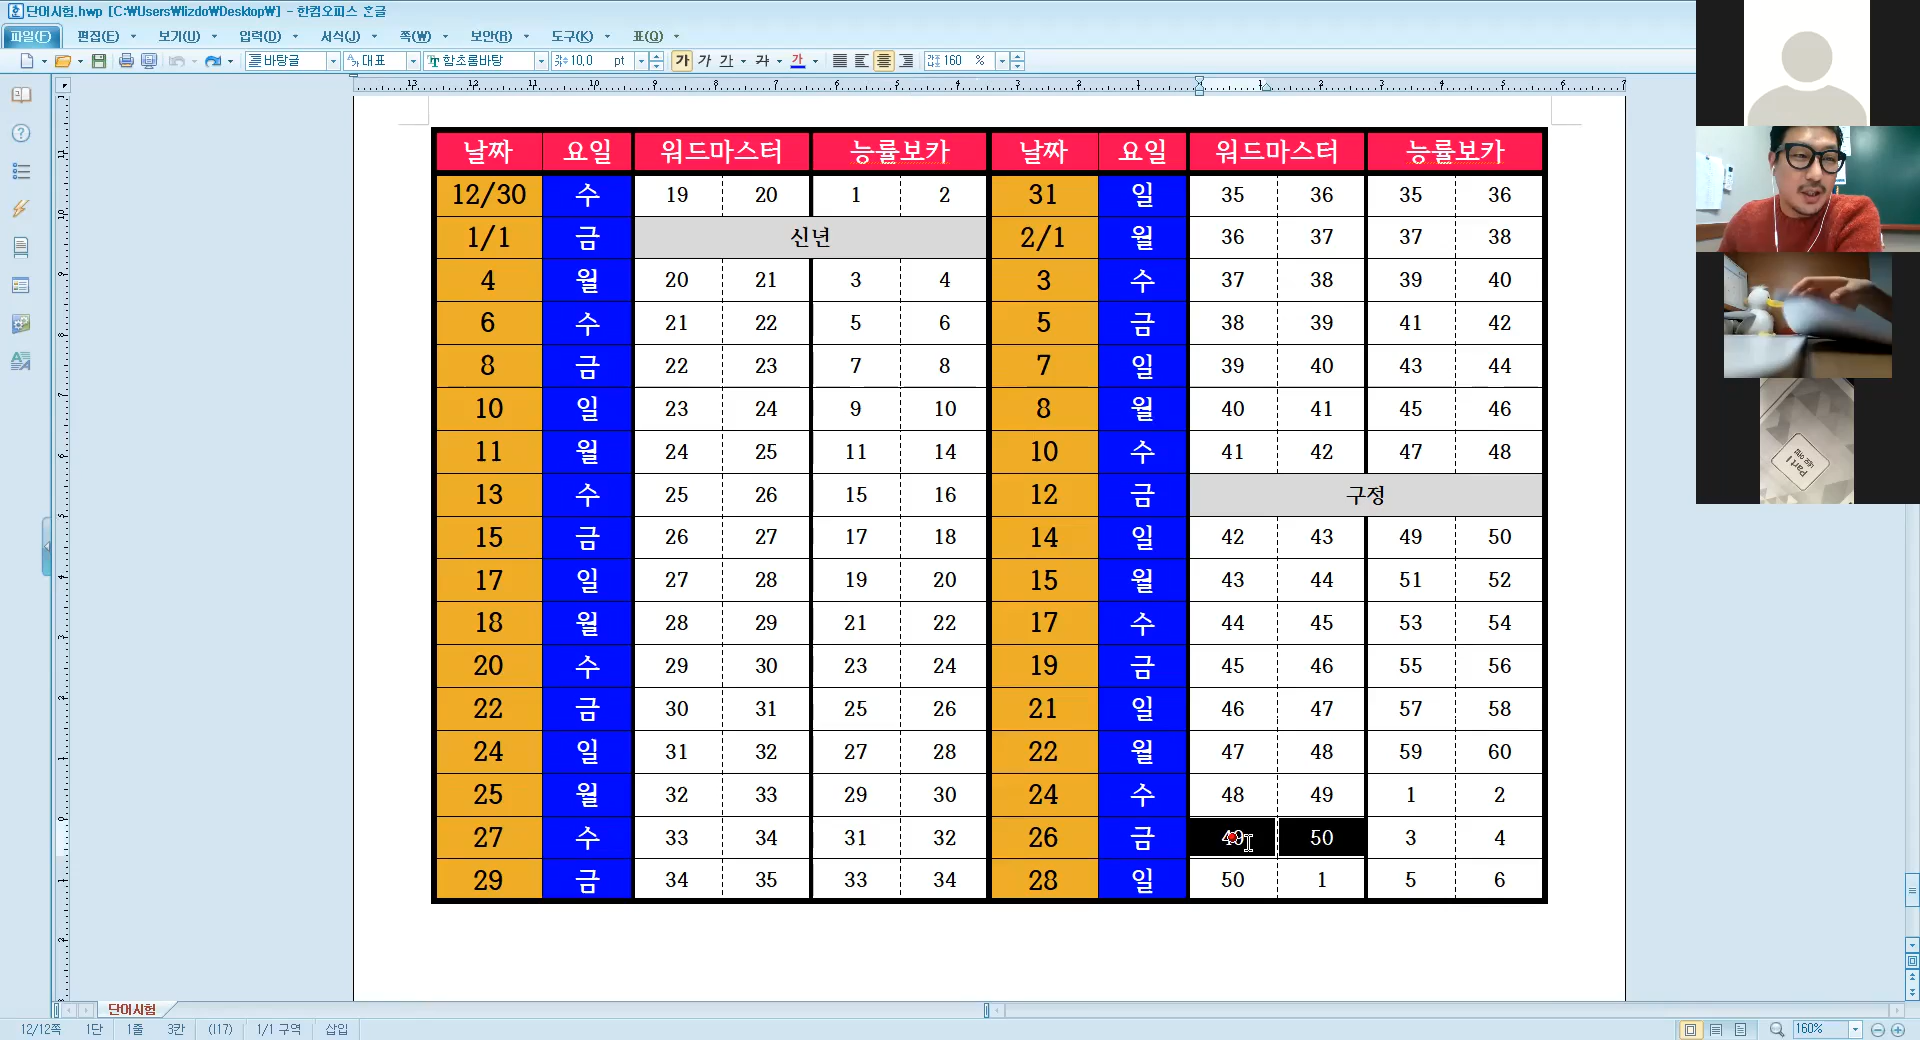 단어시험.hwp [C:\Users\lizdo\Desktop\] - 한컴오피스 한글
파일(F) 편집(E) 보기(U) 입력(D) 서식(J) 쪽(W) 보안(R) 도구(K) 표(Q)
바탕글 대표 함초롬바탕 10.0 pt 가 가 가 가 가 160 %
날짜 요일 워드마스터 능률보카 날짜 요일 워드마스터 능률보카
12/30 수 19 20 1 2 31 일 35 36 35 36
1/1 금 신년 2/1 월 36 37 37 38
4 월 20 21 3 4 3 수 37 38 39 40
6 수 21 22 5 6 5 금 38 39 41 42
8 금 22 23 7 8 7 일 39 40 43 44
10 일 23 24 9 10 8 월 40 41 45 46
11 월 24 25 11 14 10 수 41 42 47 48
13 수 25 26 15 16 12 금 구정
15 금 26 27 17 18 14 일 42 43 49 50
17 일 27 28 19 20 15 월 43 44 51 52
18 월 28 29 21 22 17 수 44 45 53 54
20 수 29 30 23 24 19 금 45 46 55 56
22 금 30 31 25 26 21 일 46 47 57 58
24 일 31 32 27 28 22 월 47 48 59 60
25 월 32 33 29 30 24 수 48 49 1 2
27 수 33 34 31 32 26 금 49 50 3 4
29 금 34 35 33 34 28 일 50 1 5 6
Part I
단어시험
12/12쪽 1단 1줄 3칸 (I17) 1/1 구역 삽입 160%